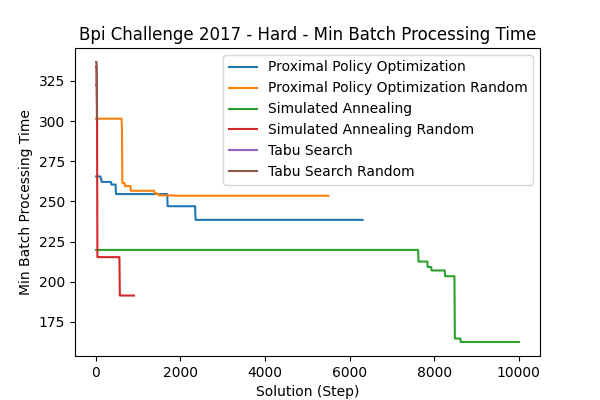 Bpi Challenge 2017 - Hard - Min Batch Processing Time
Min Batch Processing Time
325
300
275
250
225
200
175
Proximal Policy Optimization
Proximal Policy Optimization Random
Simulated Annealing
Simulated Annealing Random
Tabu Search
Tabu Search Random
0 2000 4000 6000 8000 10000
Solution (Step)